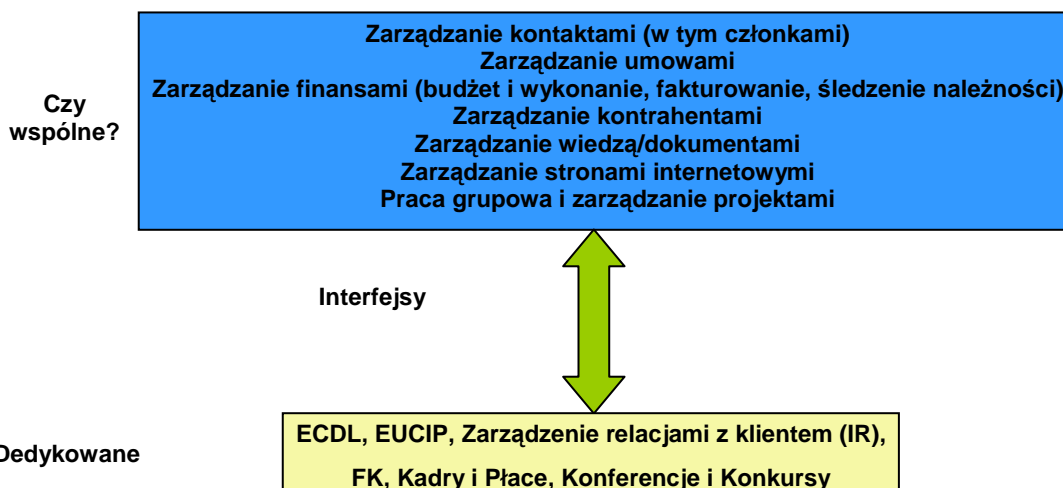 Zarządzanie kontaktami (w tym członkami)
Zarządzanie umowami
Zarządzanie finansami (budżet i wykonanie, fakturowanie, śledzenie należności)
Zarządzanie kontrahentami
Zarządzanie wiedzą/dokumentami
Zarządzanie stronami internetowymi
Praca grupowa i zarządzanie projektami
Czy
wspólne?
Interfejsy
Dedykowane
ECDL, EUCIP, Zarządzenie relacjami z klientem (IR),
FK, Kadry i Płace, Konferencje i Konkursy